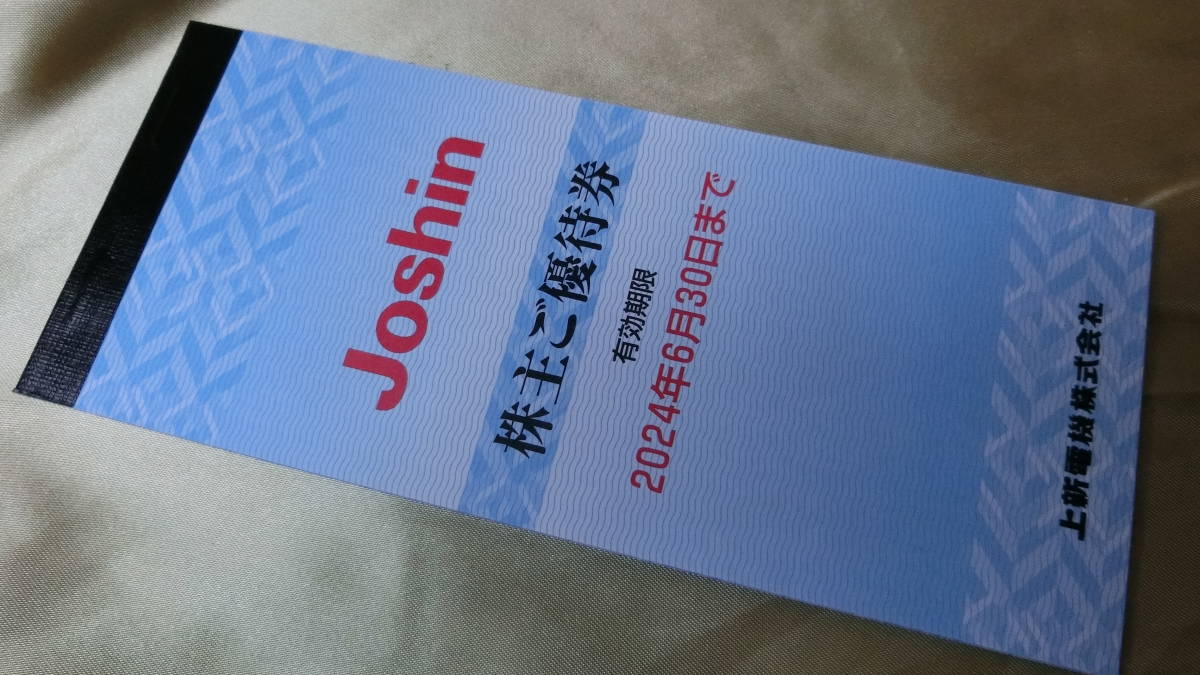 Joshin
株主ご優待券
有効期限
2024年6月30日まで
上新電機株式会社